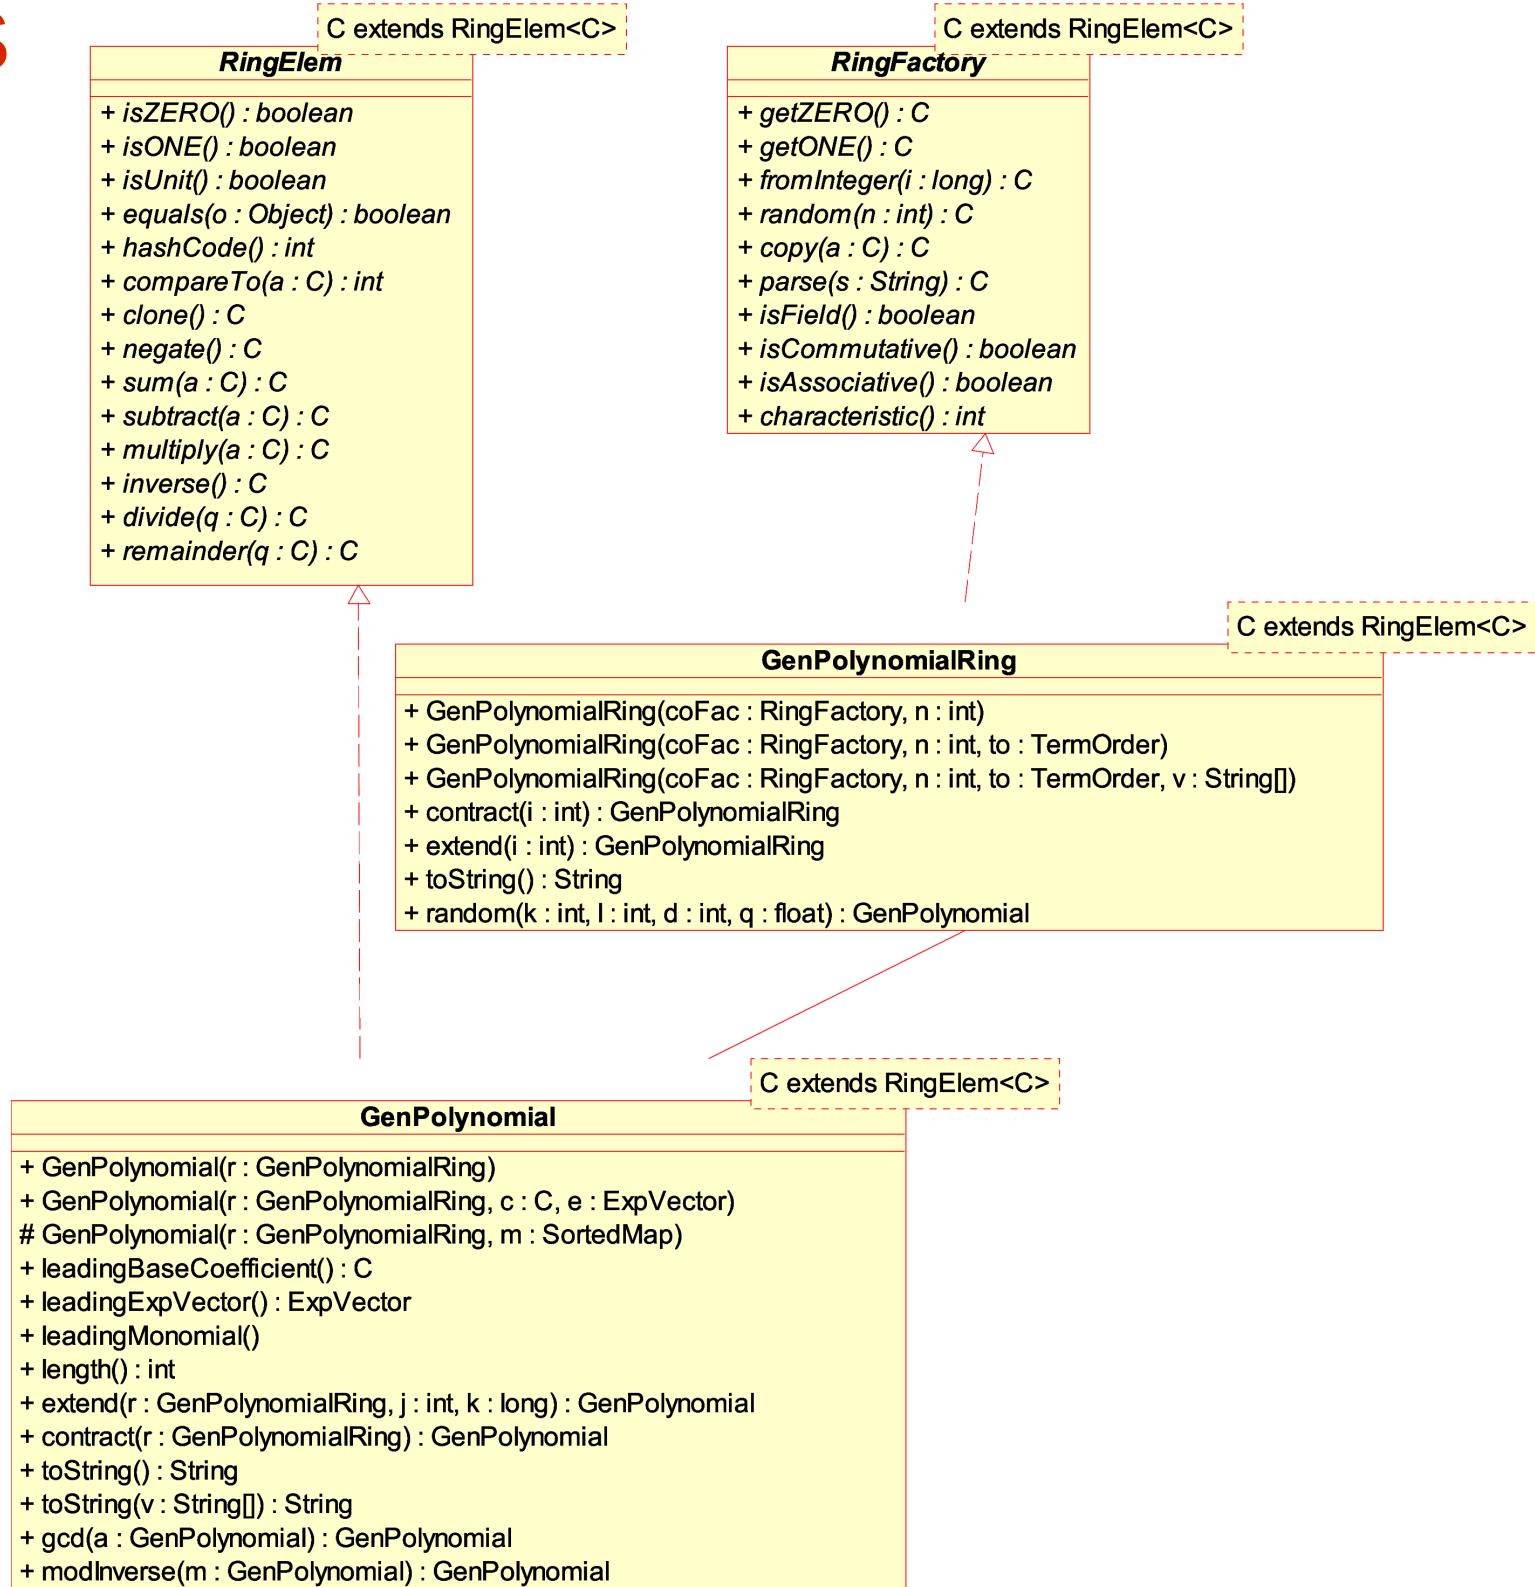 s
C extends RingElem<C>
RingElem
+ isZERO() : boolean
+ isONE() : boolean
+ isUnit() : boolean
+ equals(o : Object) : boolean
+ hashCode() : int
+ compareTo(a : C) : int
+ clone() : C
+ negate() : C
+ sum(a : C) : C
+ subtract(a : C) : C
+ multiply(a : C) : C
+ inverse() : C
+ divide(q : C) : C
+ remainder(q : C) : C
C extends RingElem<C>
RingFactory
+ getZERO() : C
+ getONE() : C
+ fromInteger(i : long) : C
+ random(n : int) : C
+ copy(a : C) : C
+ parse(s : String) : C
+ isField() : boolean
+ isCommutative() : boolean
+ isAssociative() : boolean
+ characteristic() : int
C extends RingElem<C>
GenPolynomialRing
+ GenPolynomialRing(coFac : RingFactory, n : int)
+ GenPolynomialRing(coFac : RingFactory, n : int, to : TermOrder)
+ GenPolynomialRing(coFac : RingFactory, n : int, to : TermOrder, v : String[])
+ contract(i : int) : GenPolynomialRing
+ extend(i : int) : GenPolynomialRing
+ toString() : String
+ random(k : int, l : int, d : int, q : float) : GenPolynomial
C extends RingElem<C>
GenPolynomial
+ GenPolynomial(r : GenPolynomialRing)
+ GenPolynomial(r : GenPolynomialRing, c : C, e : ExpVector)
# GenPolynomial(r : GenPolynomialRing, m : SortedMap)
+ leadingBaseCoefficient() : C
+ leadingExpVector() : ExpVector
+ leadingMonomial()
+ length() : int
+ extend(r : GenPolynomialRing, j : int, k : long) : GenPolynomial
+ contract(r : GenPolynomialRing) : GenPolynomial
+ toString() : String
+ toString(v : String[]) : String
+ gcd(a : GenPolynomial) : GenPolynomial
+ modInverse(m : GenPolynomial) : GenPolynomial